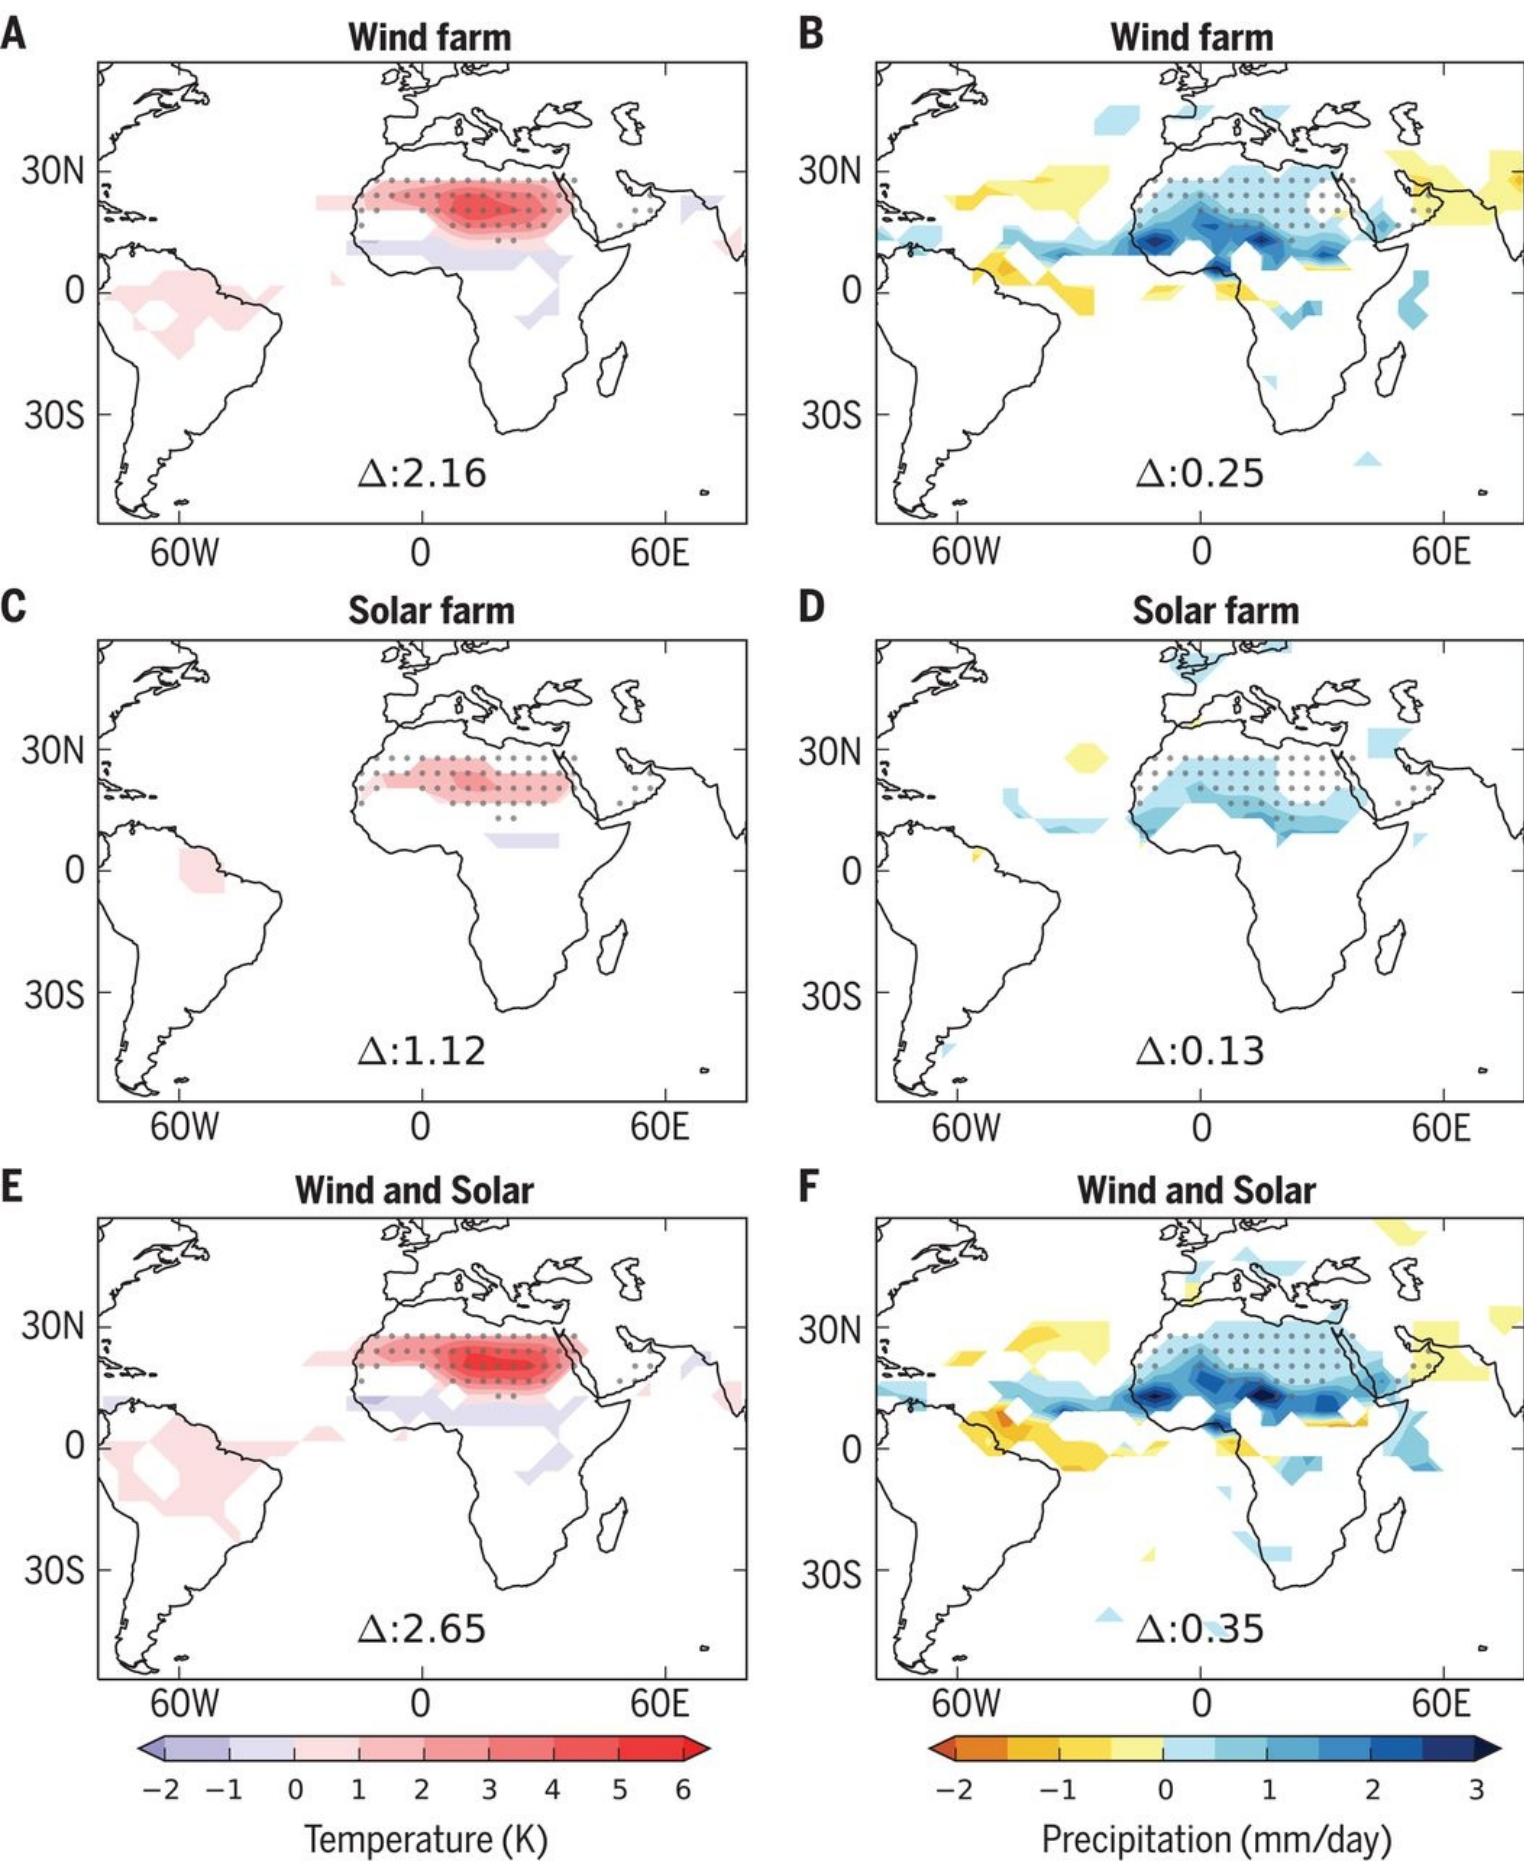 A Wind farm
B Wind farm
30N
0
30S
Δ:2.16
60W 0 60E
30N
0
30S
Δ:0.25
60W 0 60E
C Solar farm
D Solar farm
30N
0
30S
Δ:1.12
60W 0 60E
30N
0
30S
Δ:0.13
60W 0 60E
E Wind and Solar
F Wind and Solar
30N
0
30S
Δ:2.65
60W 0 60E
30N
0
30S
Δ:0.35
60W 0 60E
−2 −1 0 1 2 3 4 5 6
Temperature (K)
−2 −1 0 1 2 3
Precipitation (mm/day)